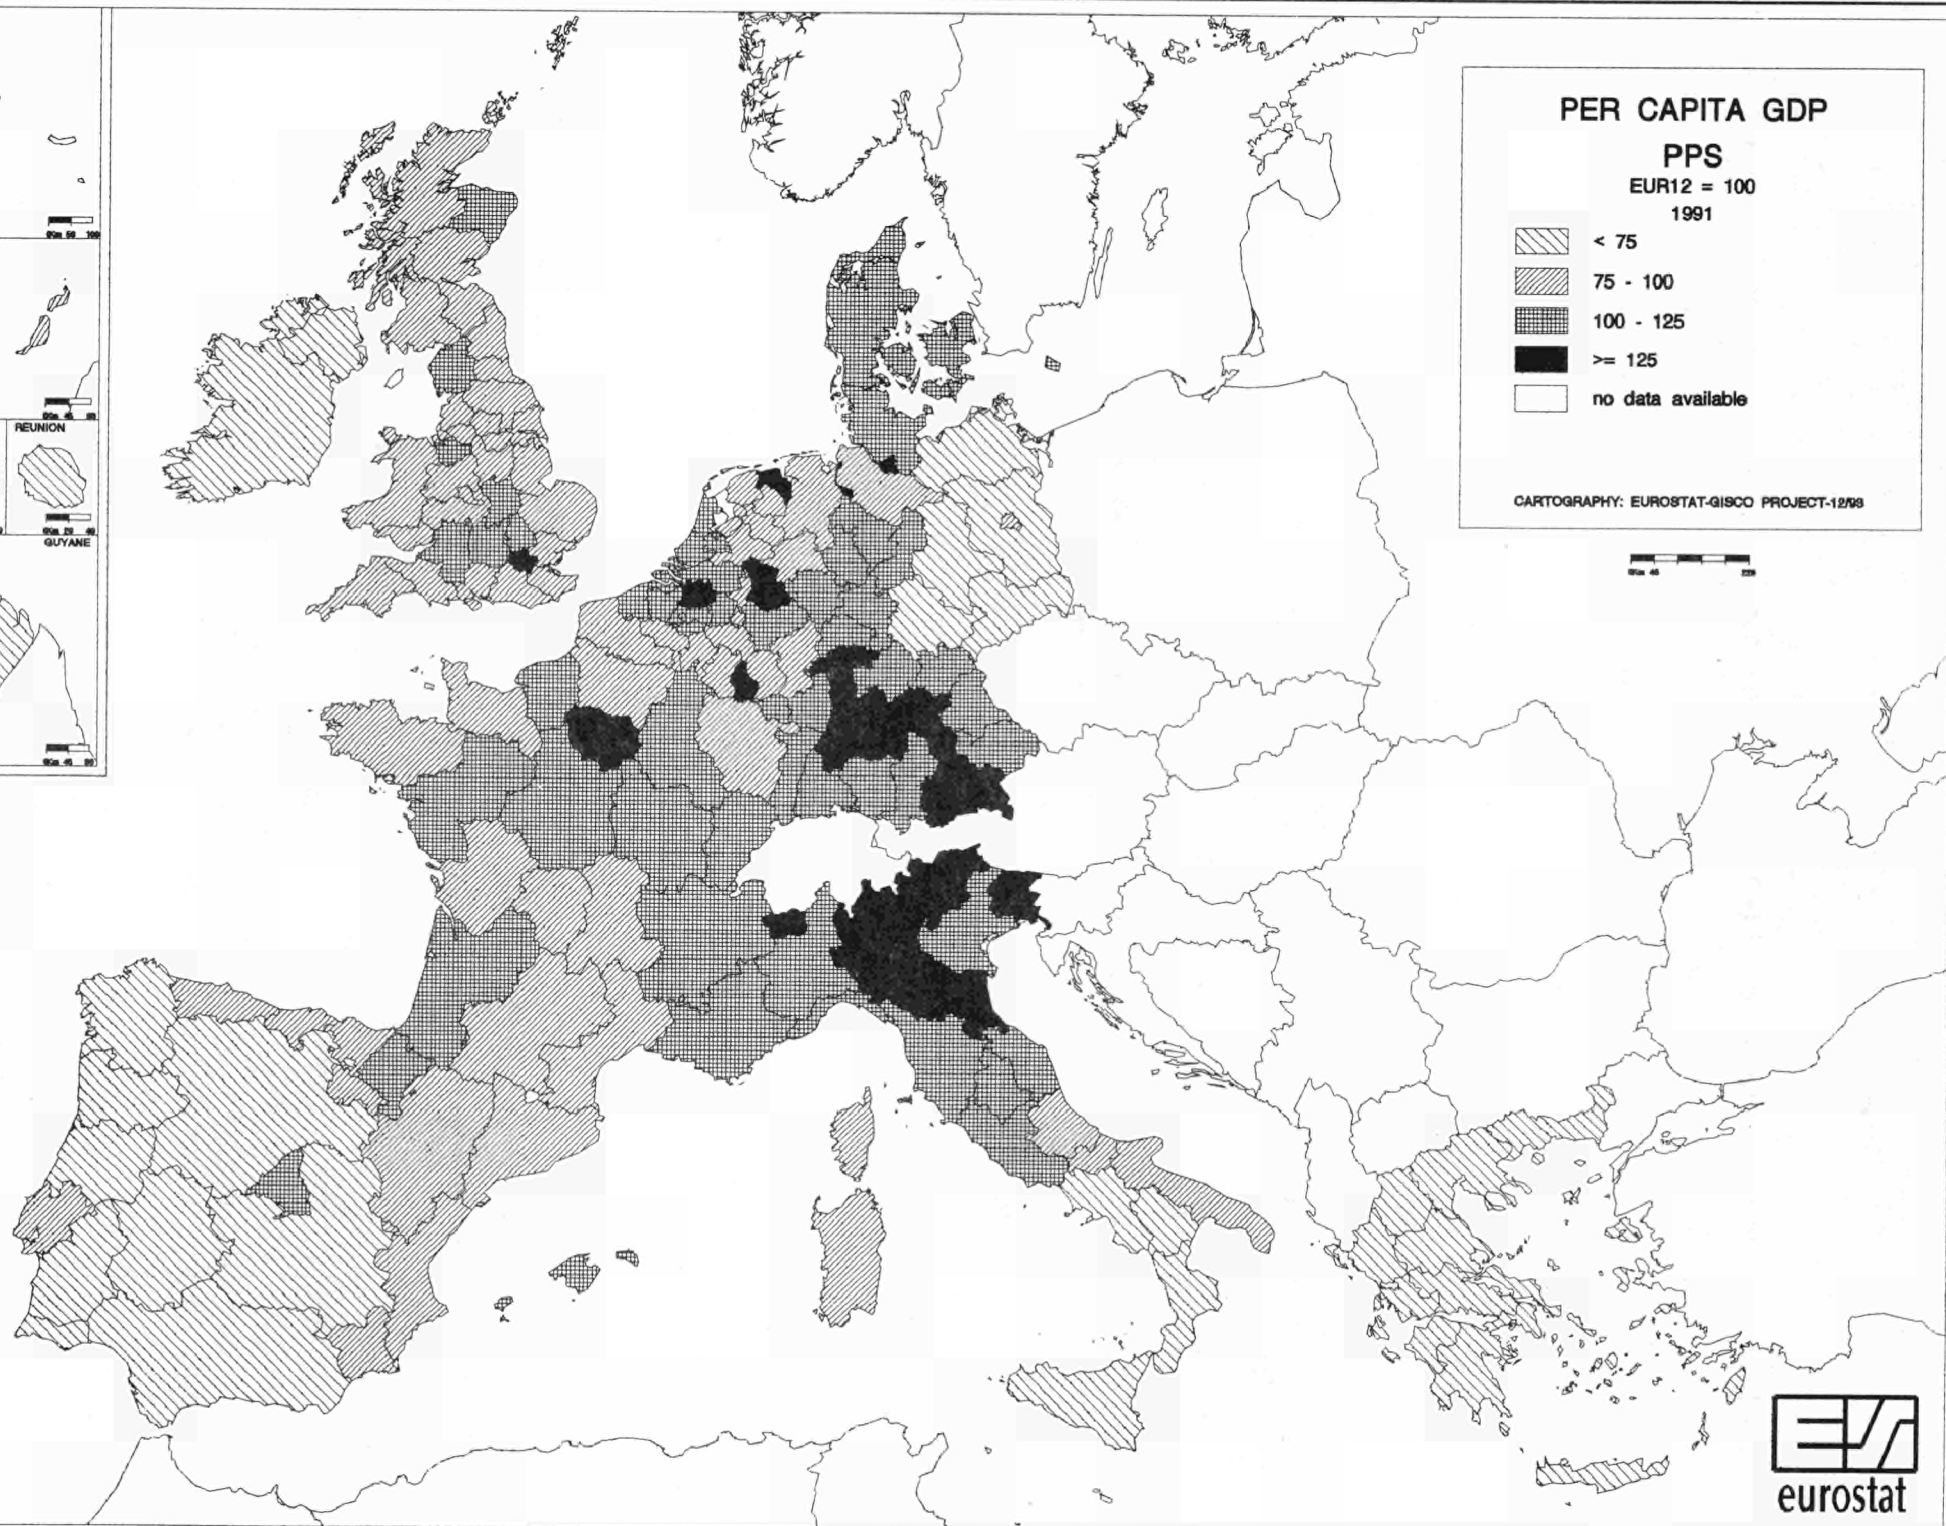 PER CAPITA GDP
PPS
EUR12 = 100
1991
< 75
75 - 100
100 - 125
>= 125
no data available
CARTOGRAPHY: EUROSTAT-GISCO PROJECT-12/93
REUNION
GUYANE
eurostat